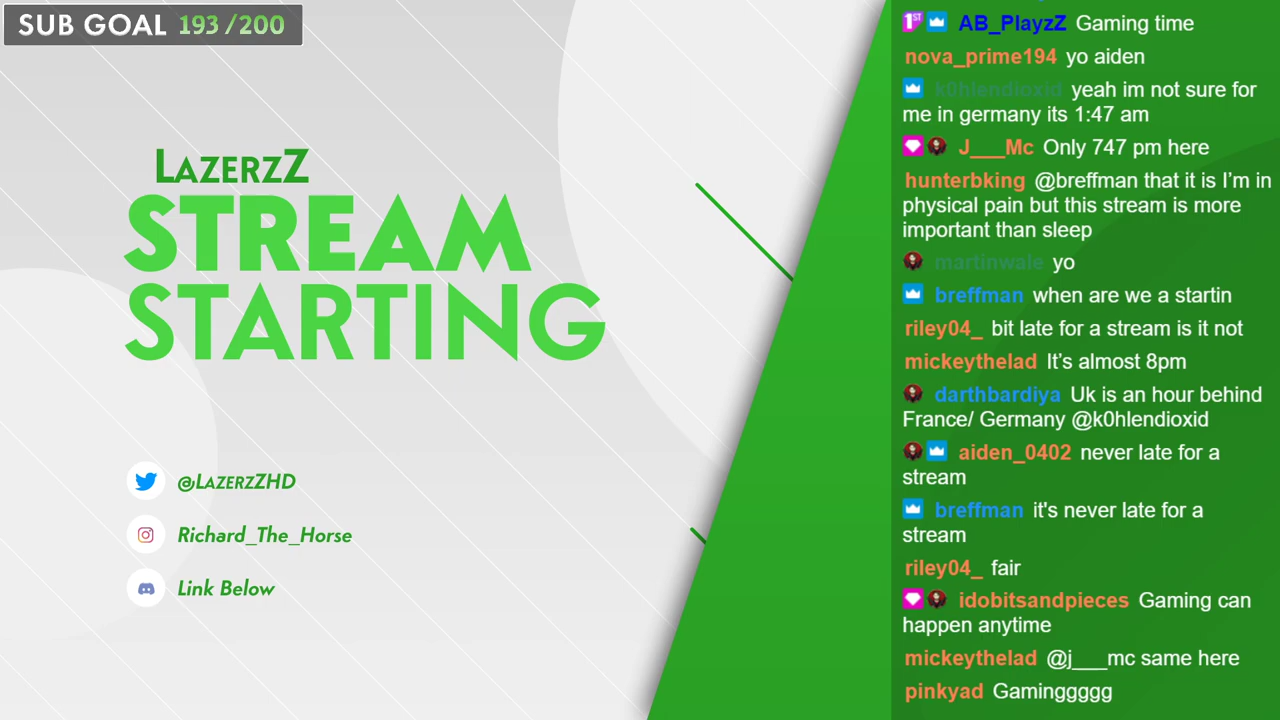 SUB GOAL 193/200
LAZERZZ
STREAM
STARTING
@LAZERZZHD
Richard_The_Horse
Link Below
1ST AB_PlayzZ Gaming time
nova_prime194 yo aiden
k0hlendioxid yeah im not sure for
me in germany its 1:47 am
J___Mc Only 747 pm here
hunterbking @breffman that it is I’m in
physical pain but this stream is more
important than sleep
martinwale yo
breffman when are we a startin
riley04_ bit late for a stream is it not
mickeythelad It’s almost 8pm
darthbardiya Uk is an hour behind
France/ Germany @k0hlendioxid
aiden_0402 never late for a
stream
breffman it's never late for a
stream
riley04_ fair
idobitsandpieces Gaming can
happen anytime
mickeythelad @j___mc same here
pinkyad Gaminggggg